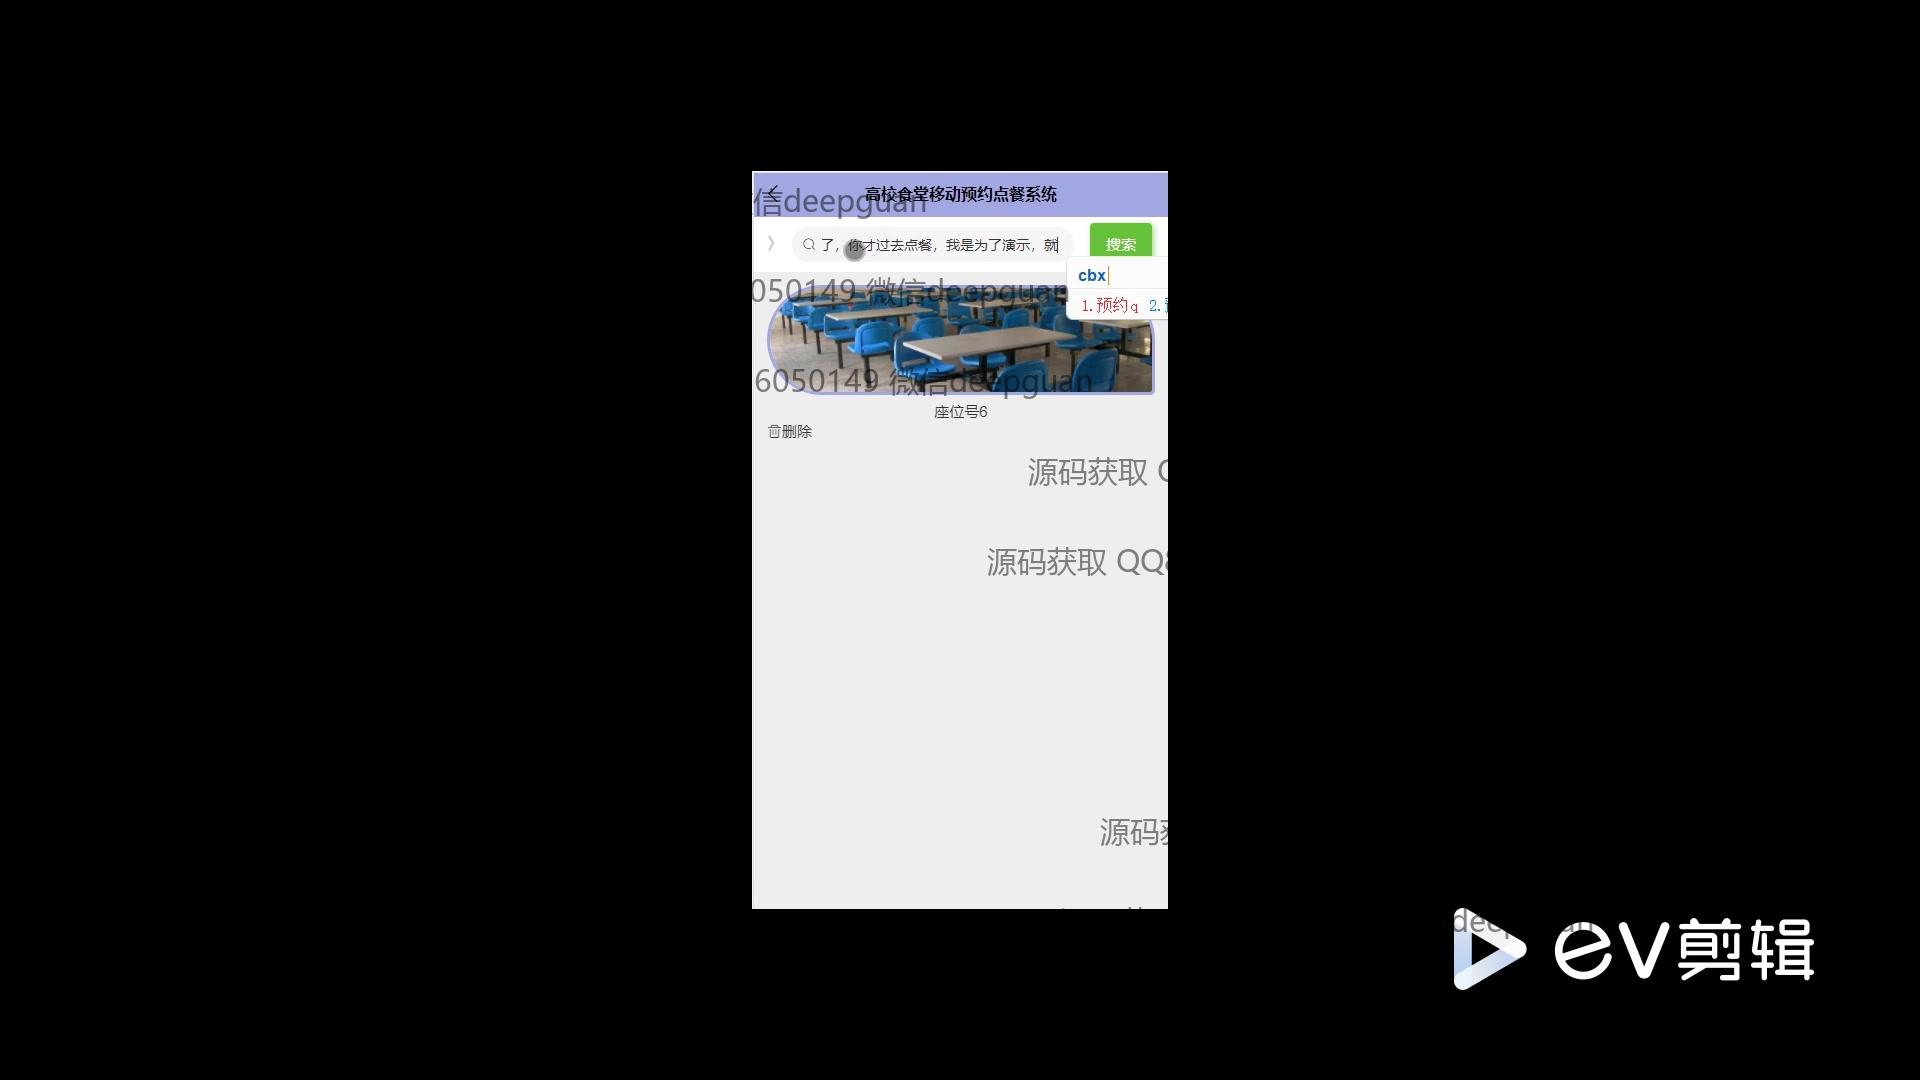 高校食堂移动预约点餐系统
信deepguan
了，你才过去点餐，我是为了演示，就
搜索
cbx
1.预约q 2.
050149 微信deepguan
6050149 微信deepguan
座位号6
删除
源码获取
源码获取 QQ8
源码
ev剪辑